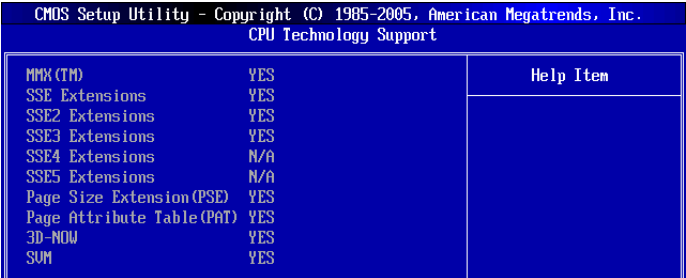 CMOS Setup Utility - Copyright (C) 1985-2005, American Megatrends, Inc.
CPU Technology Support
MMX(TM) YES
Help Item
SSE Extensions YES
SSE2 Extensions YES
SSE3 Extensions YES
SSE4 Extensions N/A
SSE5 Extensions N/A
Page Size Extension(PSE) YES
Page Attribute Table(PAT) YES
3D-NOW YES
SVM YES